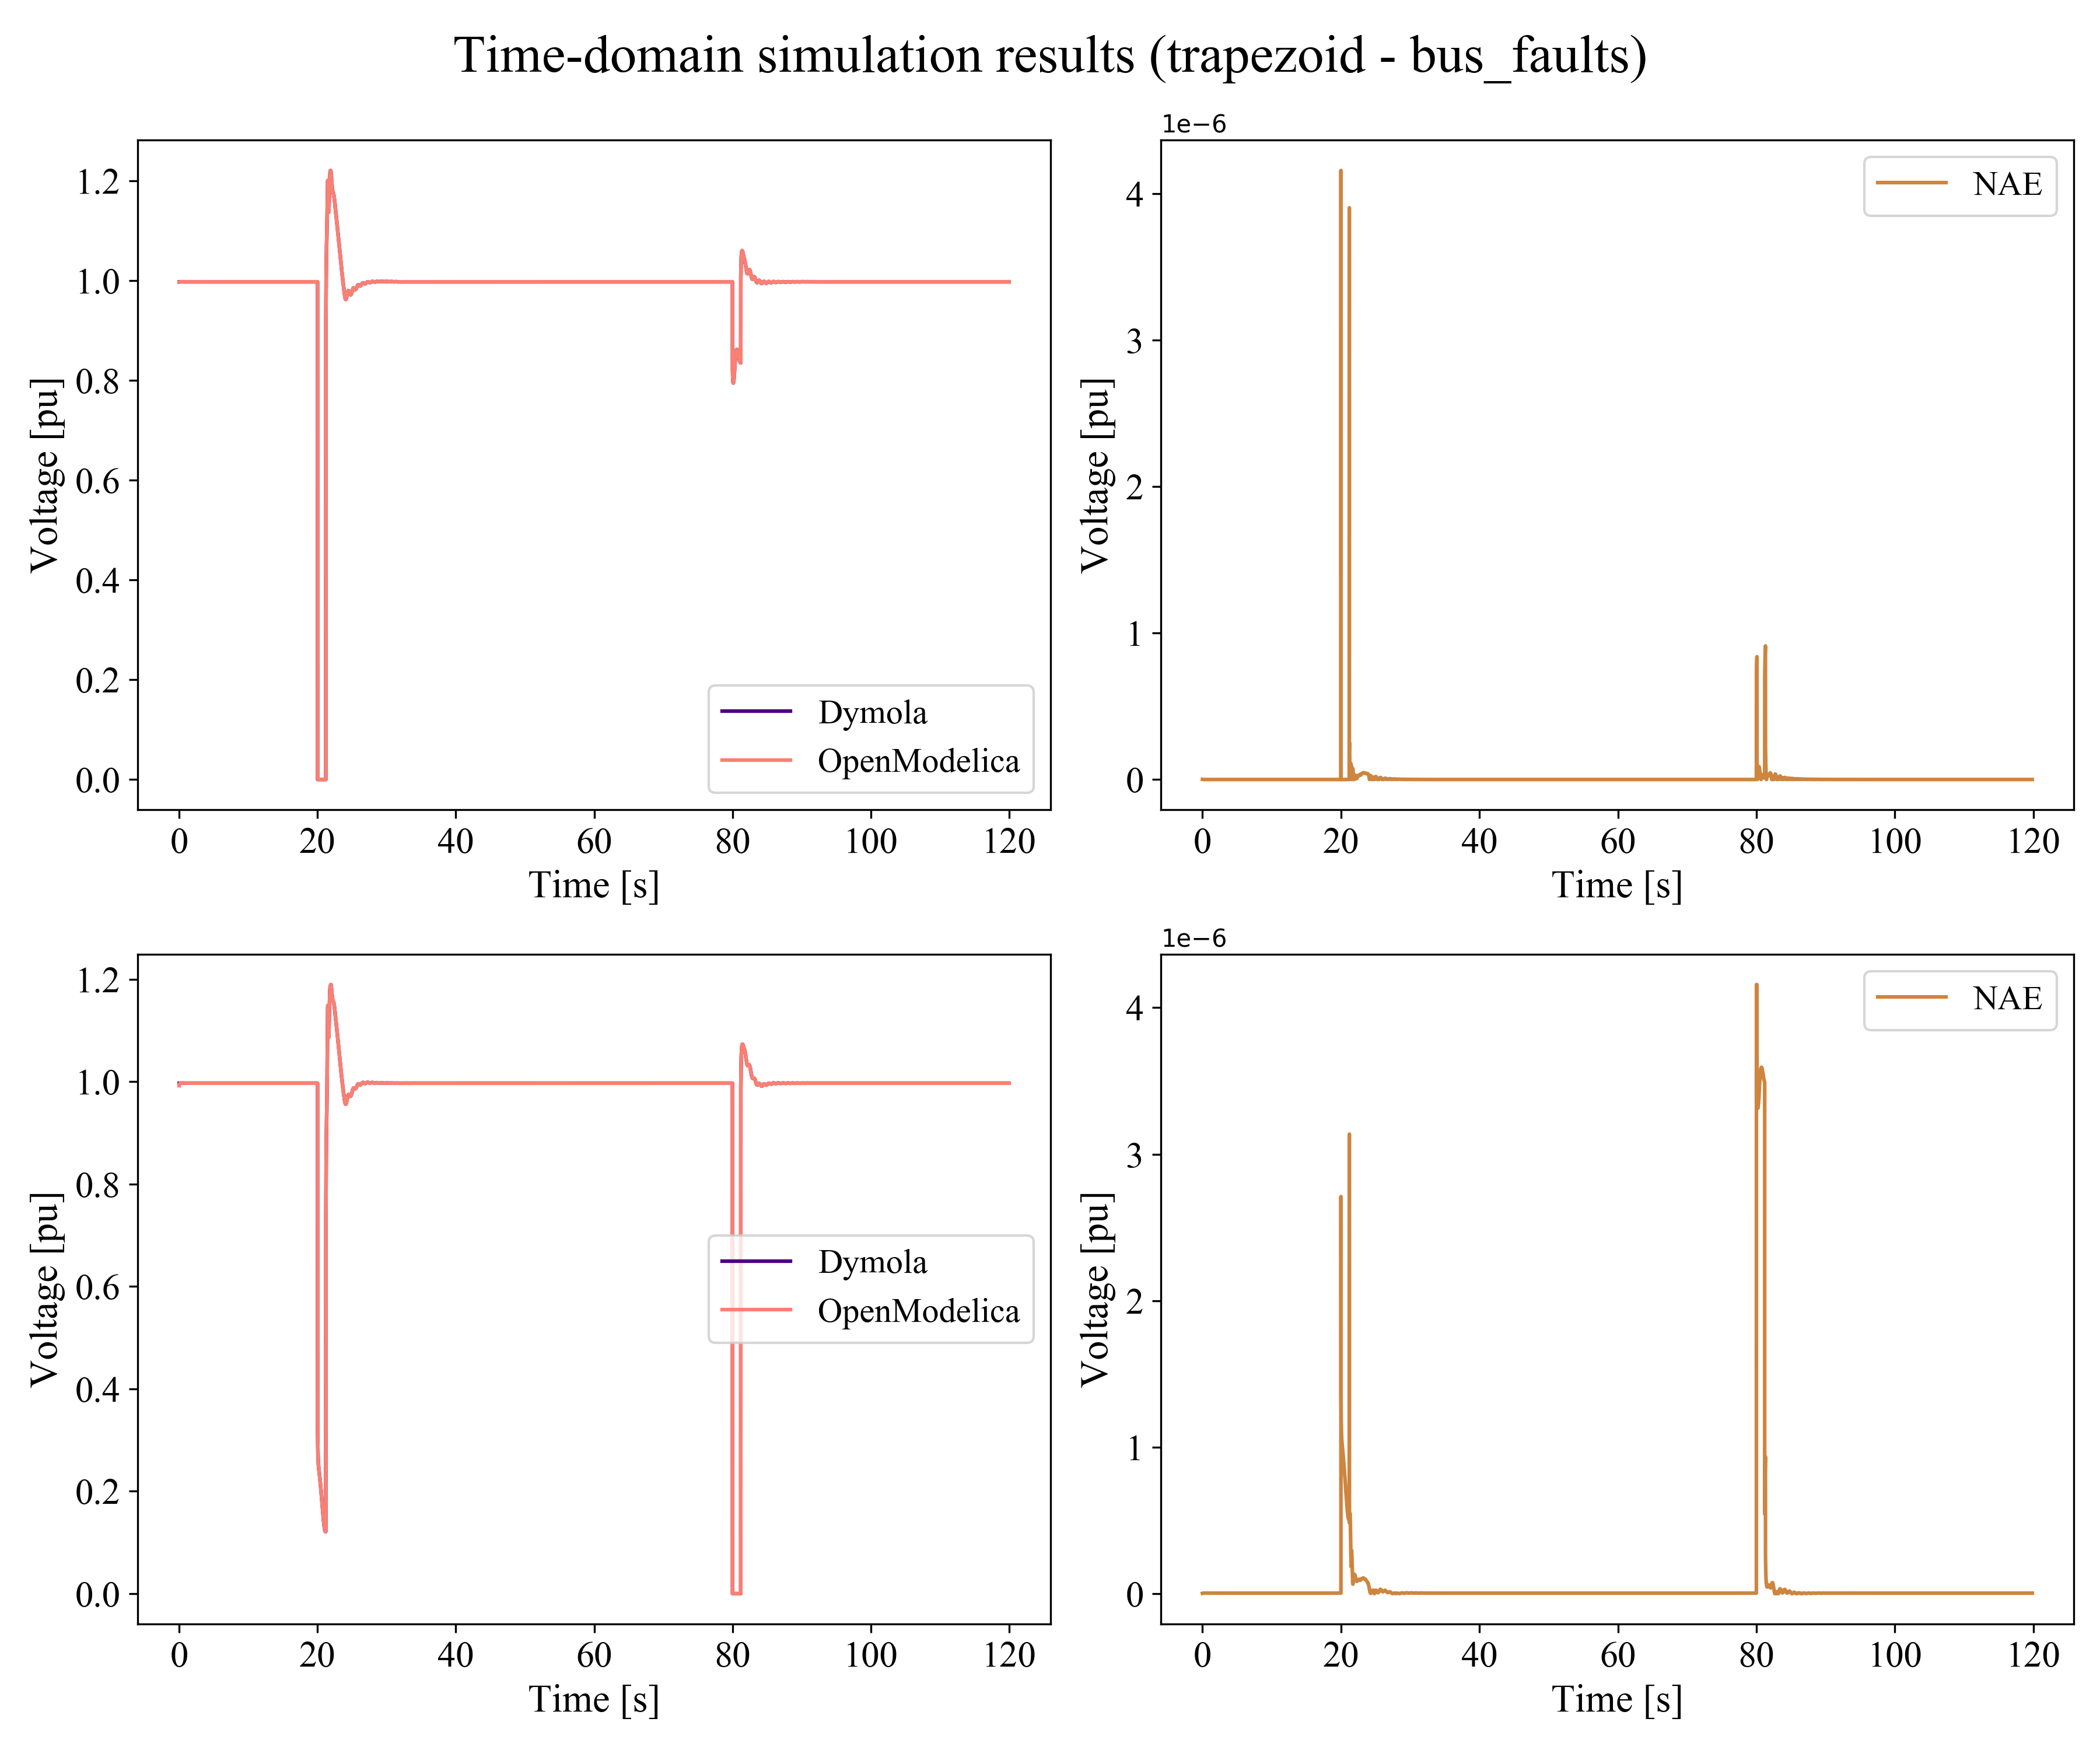 Time-domain simulation results (trapezoid - bus_faults)
1.2
1.0
0.8
0.6
0.4
0.2
0.0
Voltage [pu]
Dymola
OpenModelica
0 20 40 60 80 100 120
Time [s]
1e−6
4
3
2
1
0
Voltage [pu]
NAE
0 20 40 60 80 100 120
Time [s]
1.2
1.0
0.8
0.6
0.4
0.2
0.0
Voltage [pu]
Dymola
OpenModelica
0 20 40 60 80 100 120
Time [s]
1e−6
4
3
2
1
0
Voltage [pu]
NAE
0 20 40 60 80 100 120
Time [s]